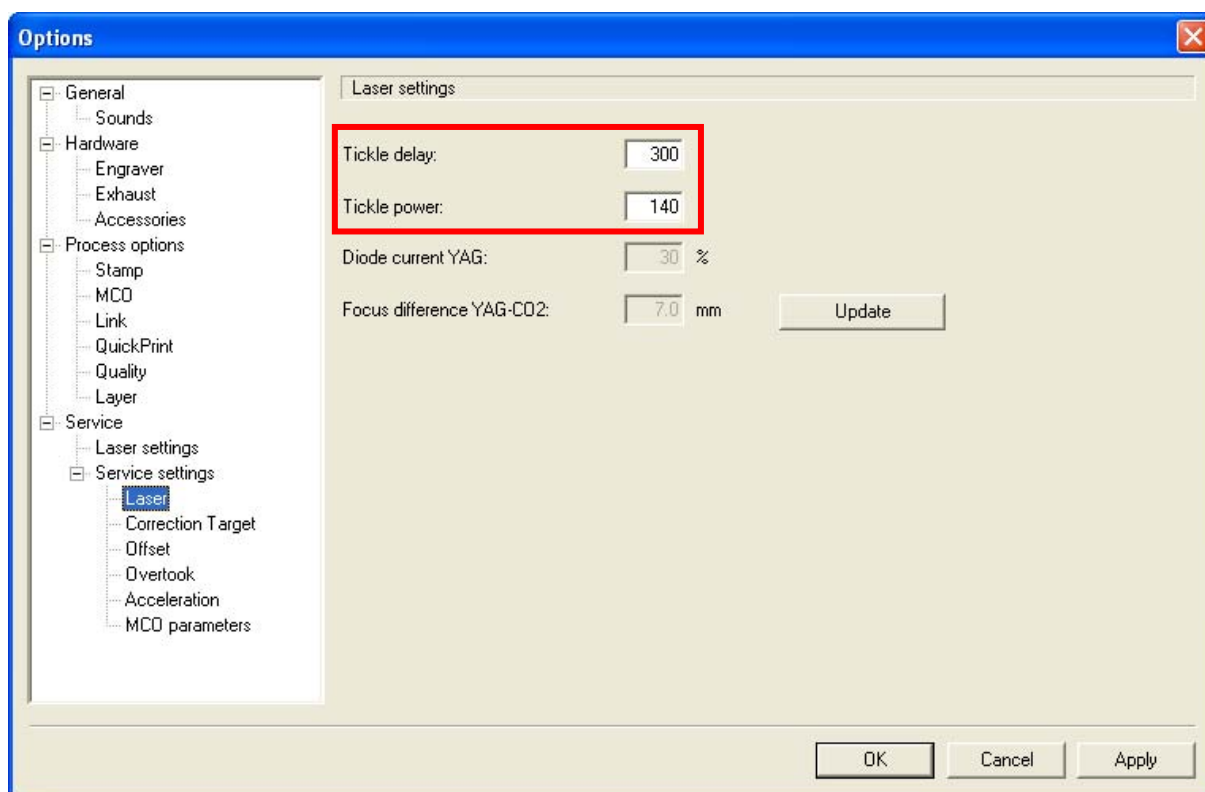 Options
General
Sounds
Hardware
Engraver
Exhaust
Accessories
Process options
Stamp
MCO
Link
QuickPrint
Quality
Layer
Service
Laser settings
Service settings
Laser
Correction Target
Offset
Overtook
Acceleration
MCO parameters
Laser settings
Tickle delay: 300
Tickle power: 140
Diode current YAG: 30 %
Focus difference YAG-CO2: 7.0 mm Update
OK Cancel Apply